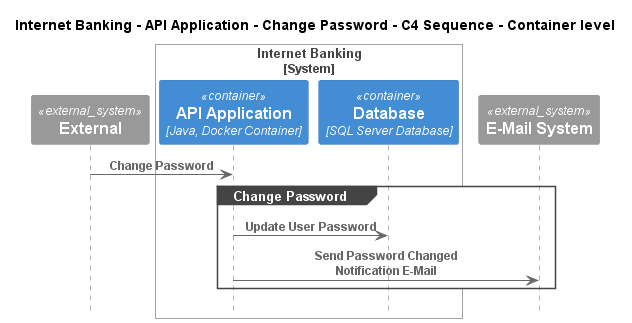 Internet Banking - API Application - Change Password - C4 Sequence - Container level
Internet Banking
[System]
«external_system»
External
«container»
API Application
[Java, Docker Container]
«container»
Database
[SQL Server Database]
«external_system»
E-Mail System
Change Password
Change Password
Update User Password
Send Password Changed
Notification E-Mail